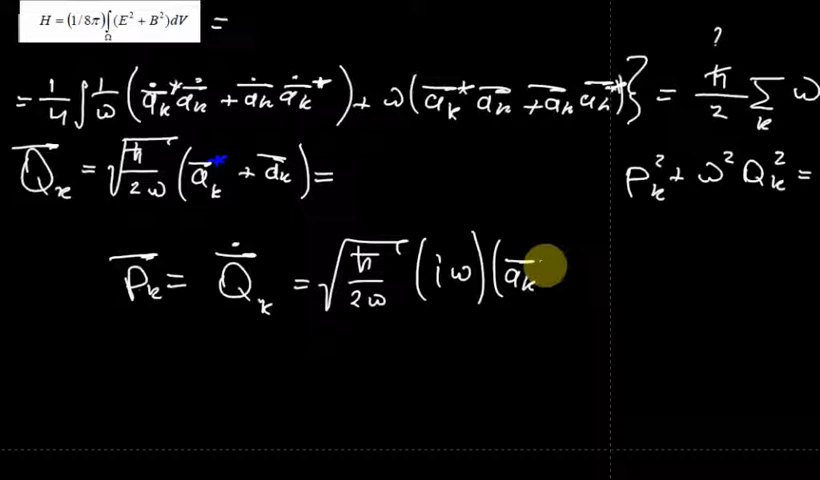 H = (1/8π)∫_Ω (E² + B²)dV =
?
= 1/4 ∫ 1/ω (ȧ_k* ȧ_k + ȧ_k ȧ_k*) + ω(a_k* a_k + a_k a_k*)} = ħ/2 Σ_k ω
Q_k = √(ħ/2ω) (a_k* + a_k) =
P_k² + ω² Q_k² =
P_k = Q̇_k = √(ħ/2ω) (iω)(a_k